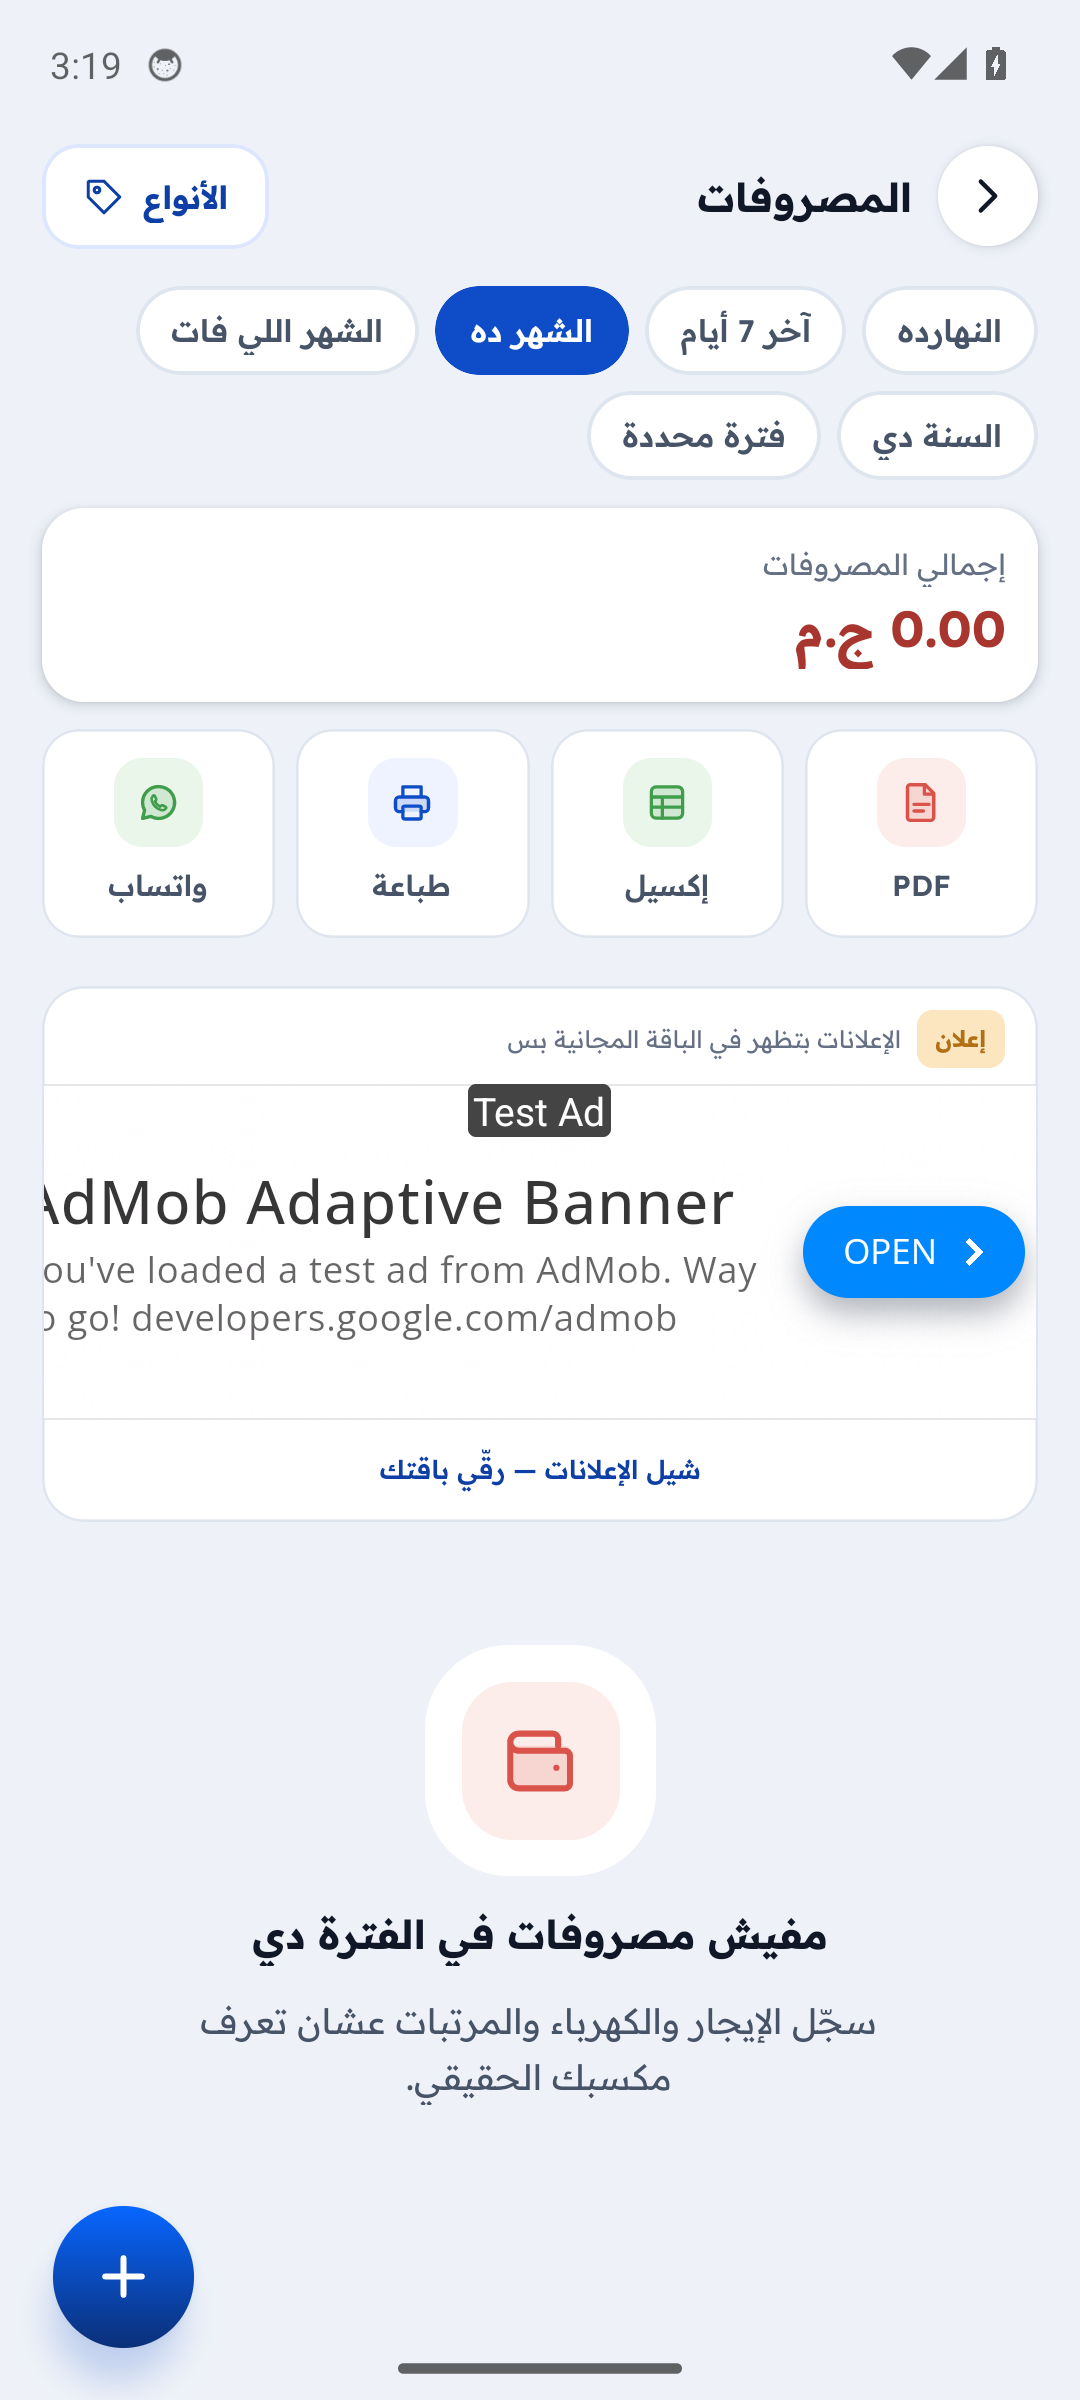 3:19
المصروفات
الأنواع
النهارده
آخر 7 أيام
الشهر ده
الشهر اللي فات
السنة دي
فترة محددة
إجمالي المصروفات
0.00 ج.م
PDF
إكسيل
طباعة
واتساب
إعلان
الإعلانات بتظهر في الباقة المجانية بس
Test Ad
AdMob Adaptive Banner
ou've loaded a test ad from AdMob. Way
o go! developers.google.com/admob
OPEN
شيل الإعلانات — رقّي باقتك
مفيش مصروفات في الفترة دي
سجّل الإيجار والكهرباء والمرتبات عشان تعرف
مكسبك الحقيقي.